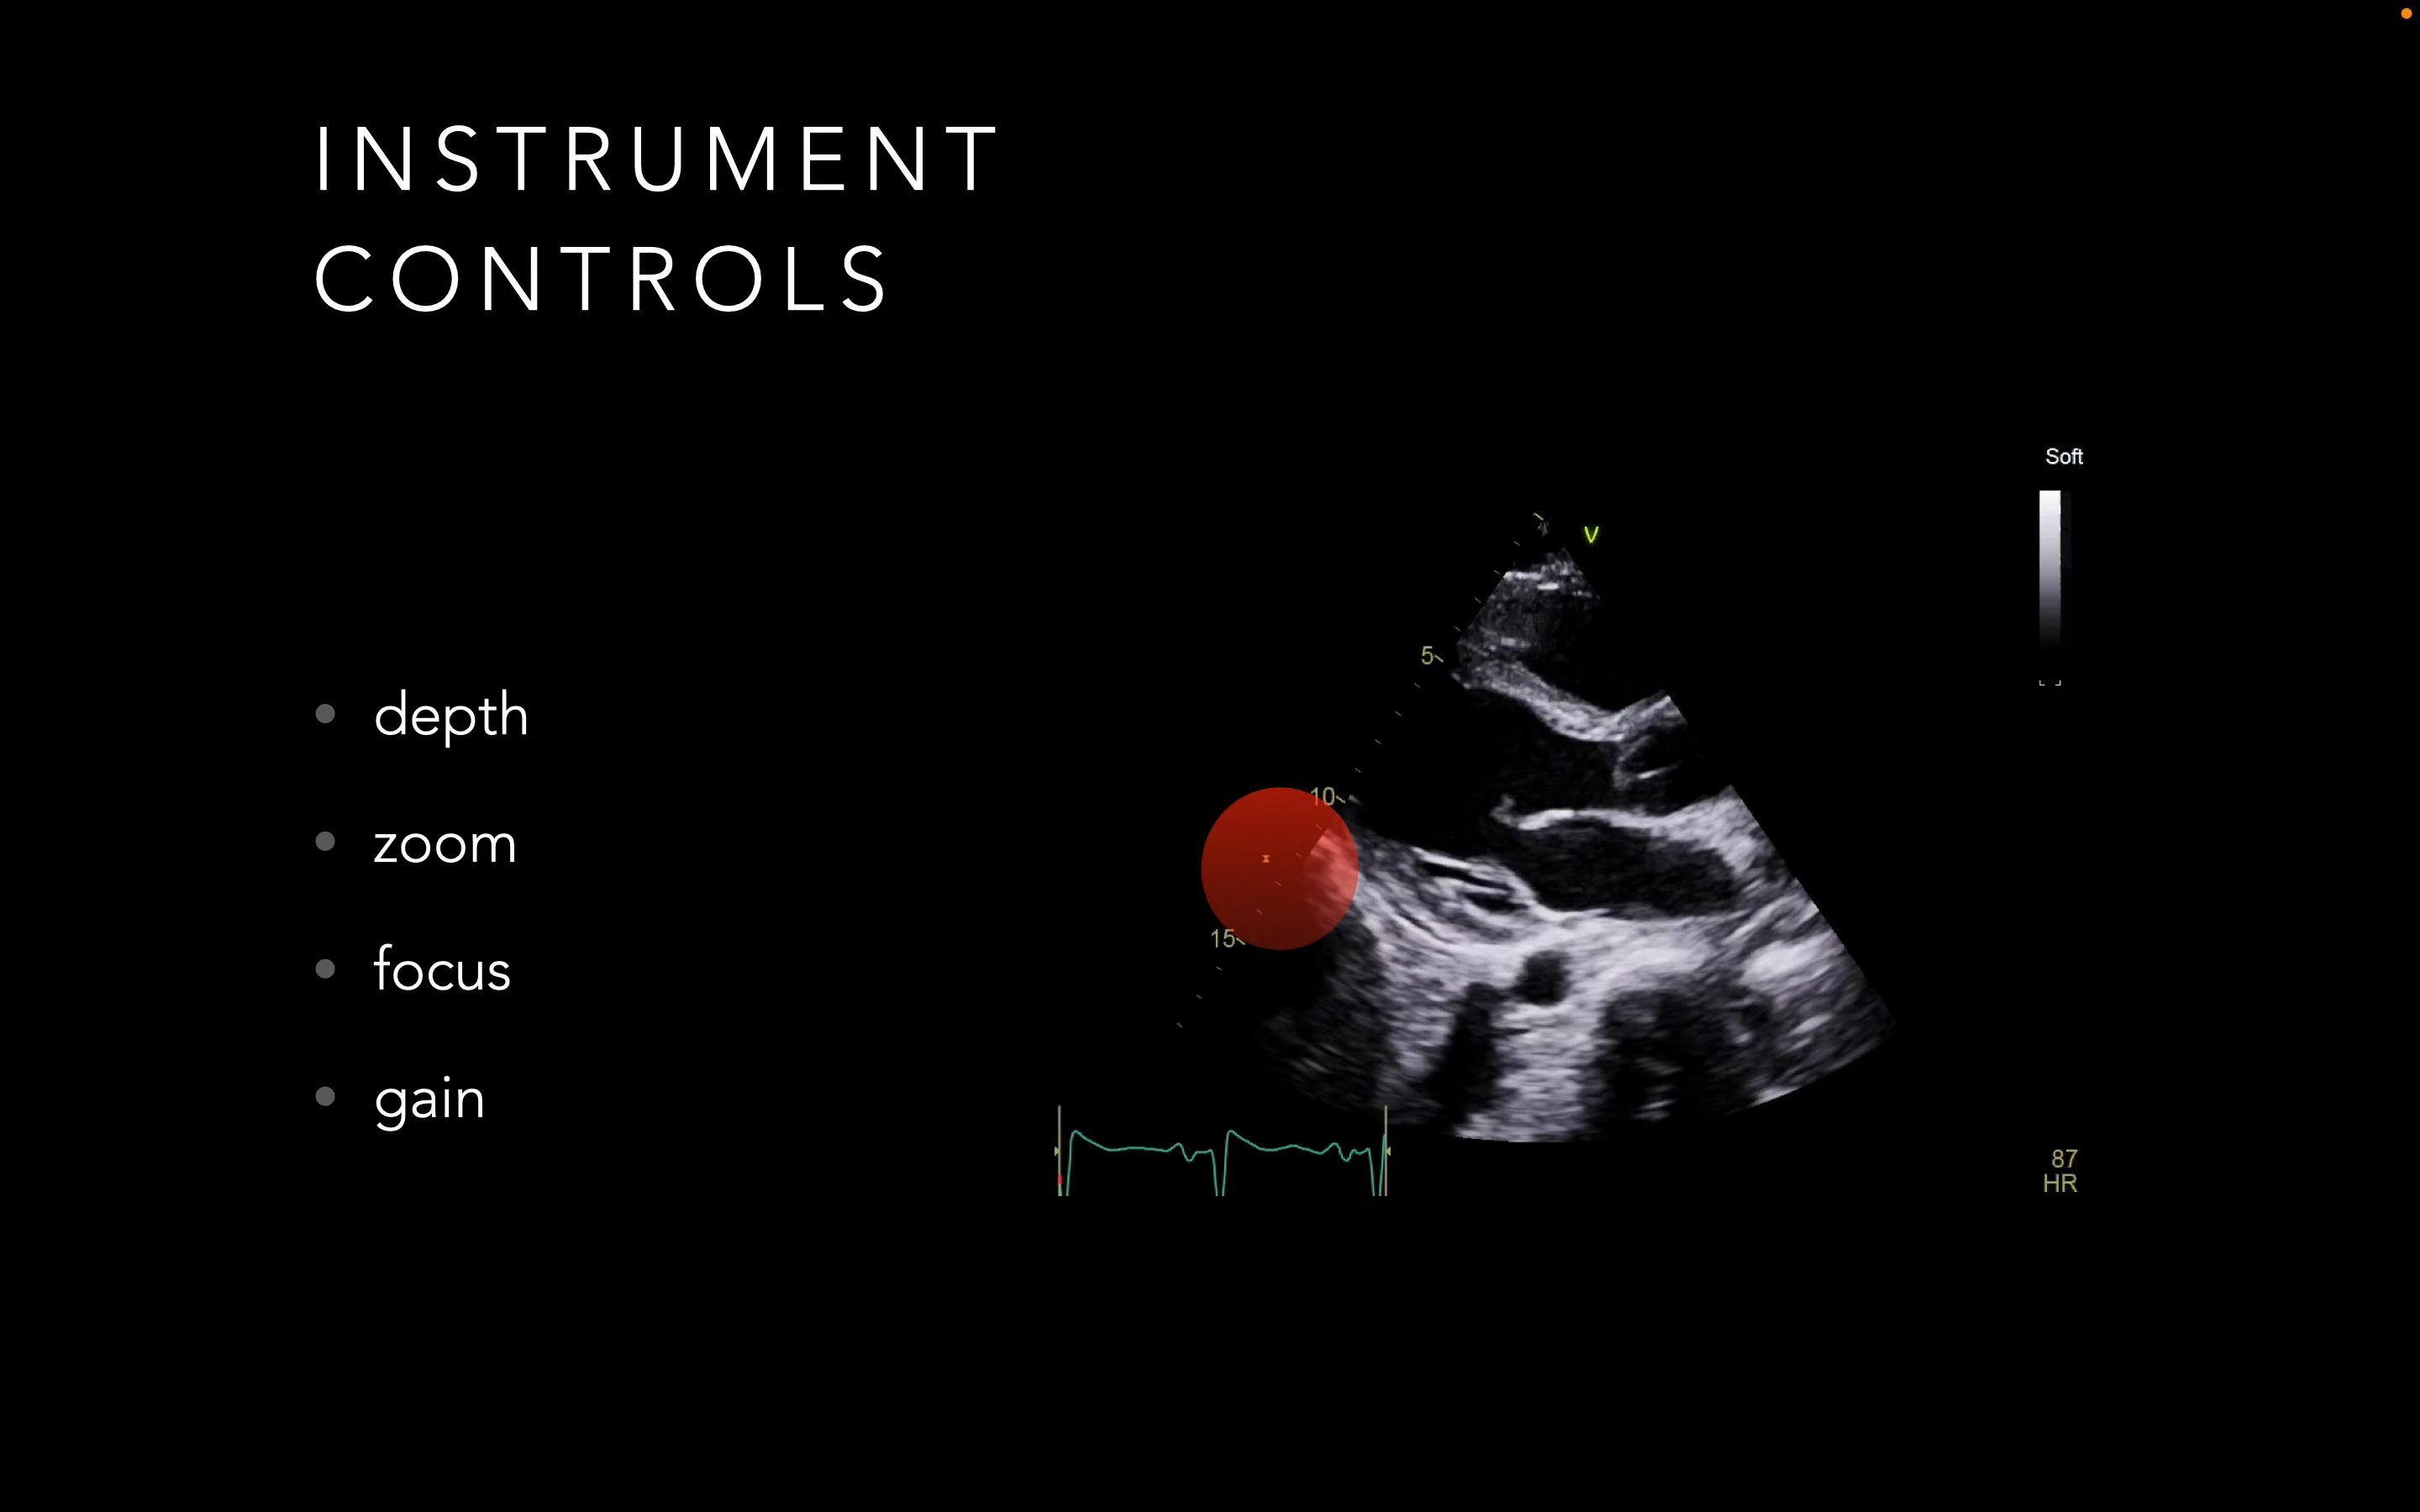 INSTRUMENT
CONTROLS
depth
zoom
focus
gain
Soft
V
5
10
15
87
HR